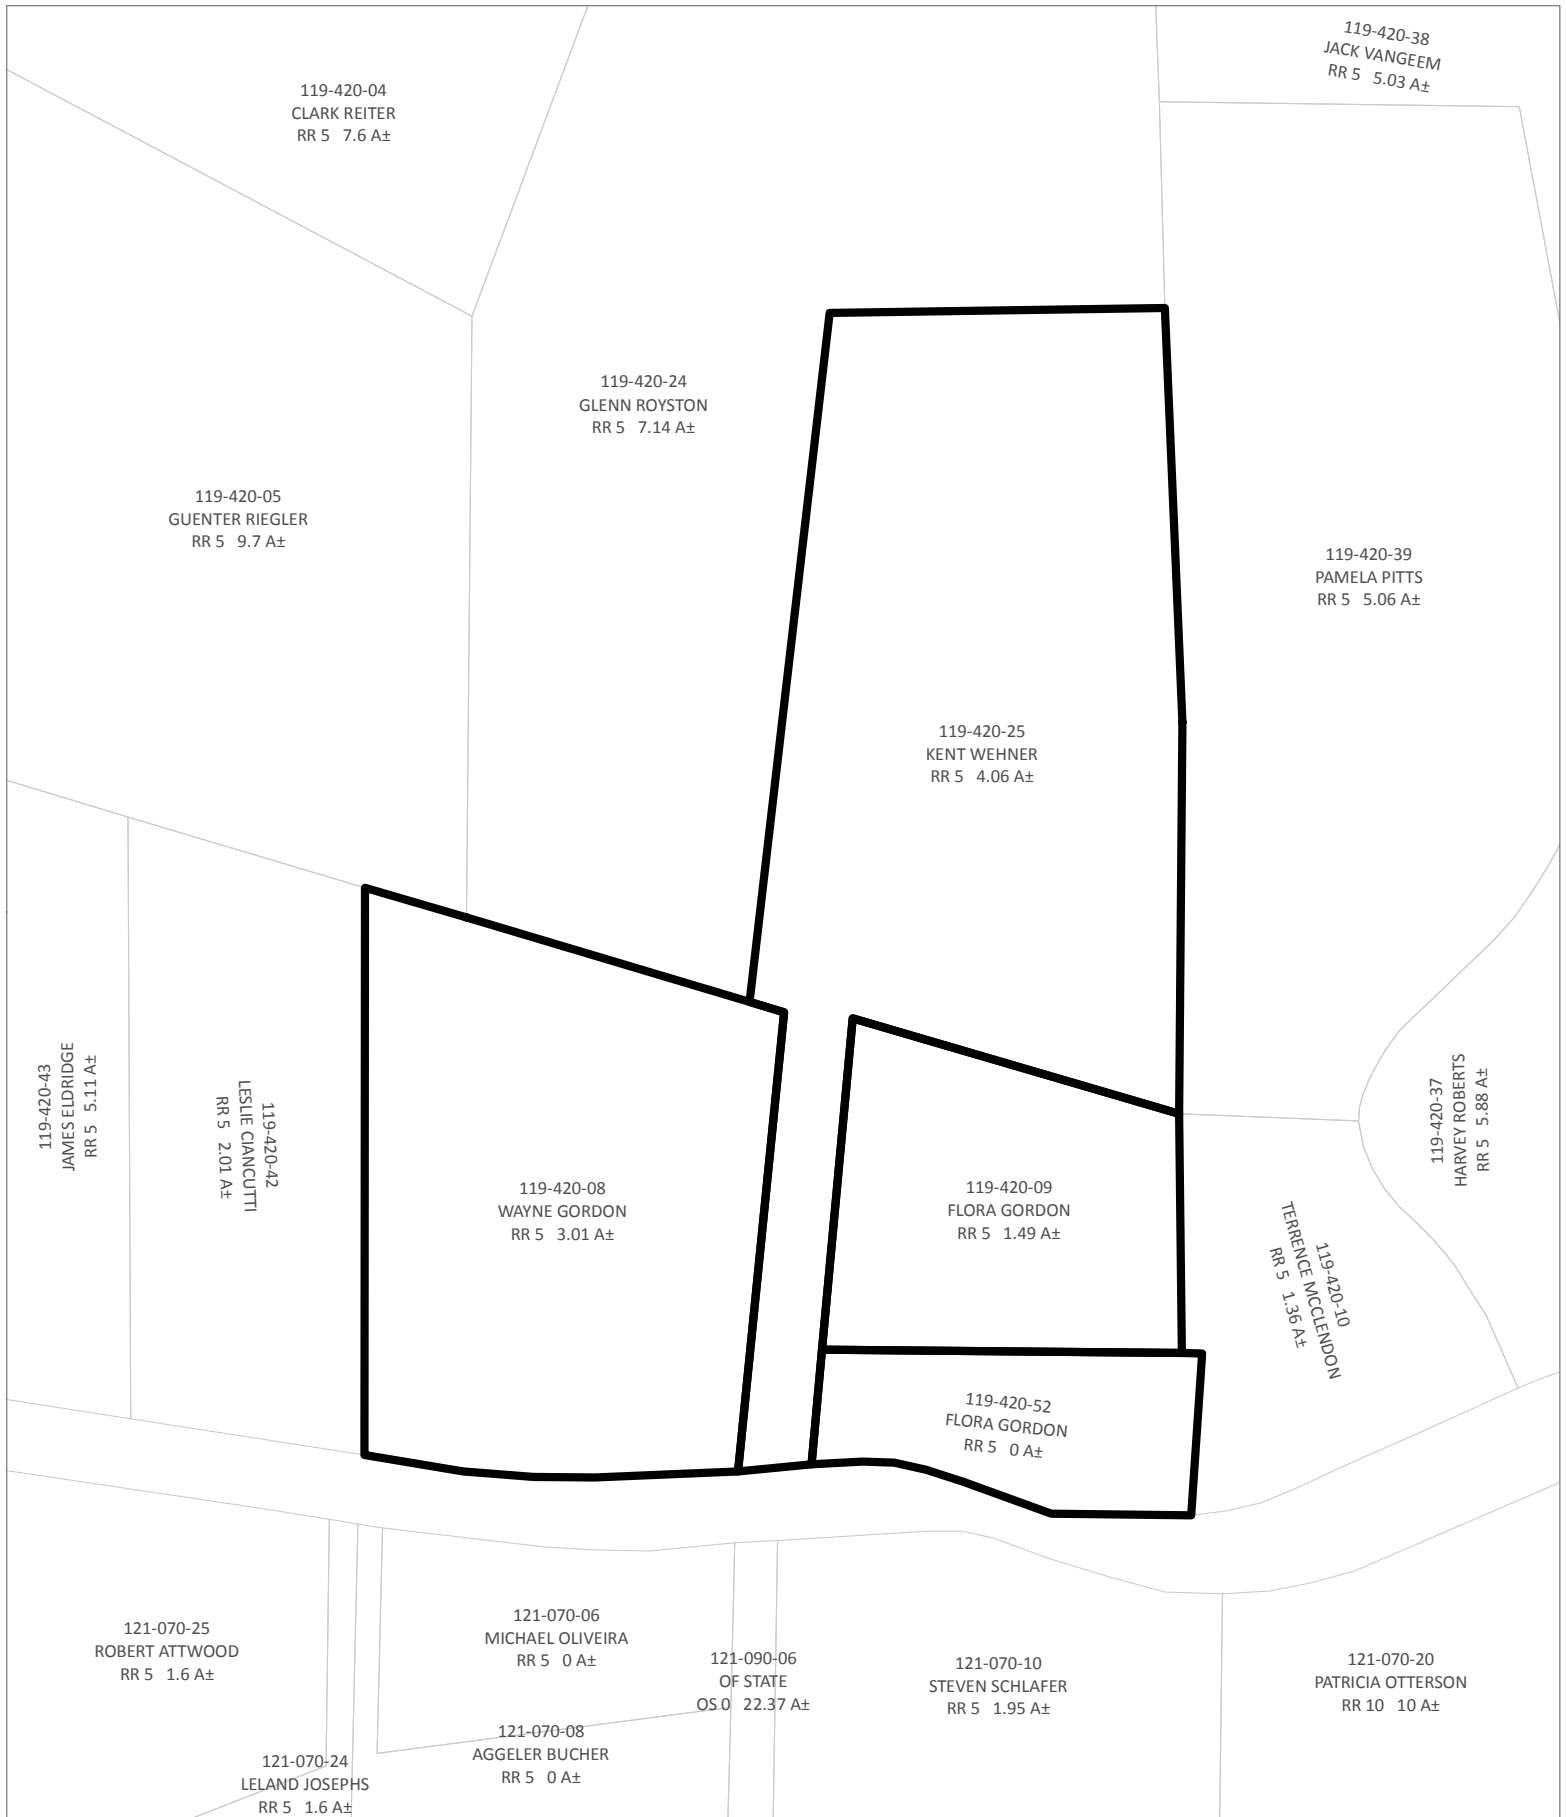 119-420-38
JACK VANGEEM
RR 5 5.03 A±
119-420-04
CLARK REITER
RR 5 7.6 A±
119-420-24
GLENN ROYSTON
RR 5 7.14 A±
119-420-05
GUENTER RIEGLER
RR 5 9.7 A±
119-420-39
PAMELA PITTS
RR 5 5.06 A±
119-420-25
KENT WEHNER
RR 5 4.06 A±
119-420-43
JAMES ELDRIDGE
RR 5 5.11 A±
119-420-42
LESLIE CIANCUTTI
RR 5 2.01 A±
119-420-08
WAYNE GORDON
RR 5 3.01 A±
119-420-09
FLORA GORDON
RR 5 1.49 A±
119-420-37
HARVEY ROBERTS
RR 5 5.88 A±
119-420-10
TERRENCE MCCLENDON
RR 5 1.36 A±
119-420-52
FLORA GORDON
RR 5 0 A±
121-070-25
ROBERT ATTWOOD
RR 5 1.6 A±
121-070-06
MICHAEL OLIVEIRA
RR 5 0 A±
121-090-06
OF STATE
OS 0 22.37 A±
121-070-10
STEVEN SCHLAFER
RR 5 1.95 A±
121-070-20
PATRICIA OTTERSON
RR 10 10 A±
121-070-08
AGGELER BUCHER
RR 5 0 A±
121-070-24
LELAND JOSEPHS
RR 5 1.6 A±